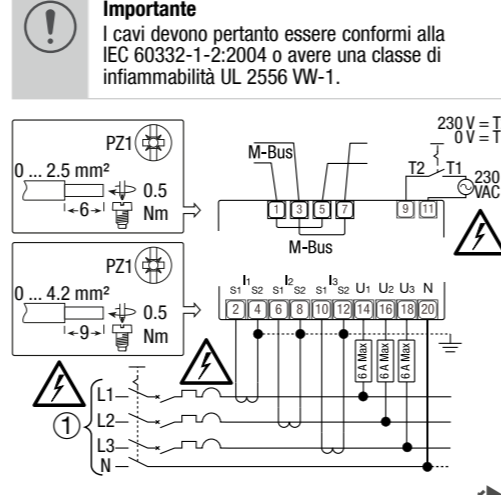 Importante
I cavi devono pertanto essere conformi alla
IEC 60332-1-2:2004 o avere una classe di
infiammabilità UL 2556 VW-1.
PZ1
0 ... 2.5 mm²
6
0.5
Nm
M-Bus
230 V = T
0 V = T
T2 T1
230
VAC
1 3 5 7 9 11
M-Bus
PZ1
0 ... 4.2 mm²
9
0.5
Nm
I1 I2 I3
S1 S2 S1 S2 S1 S2 U1 U2 U3 N
2 4 6 8 10 12 14 16 18 20
6 A Max 6 A Max 6 A Max
1
L1
L2
L3
N